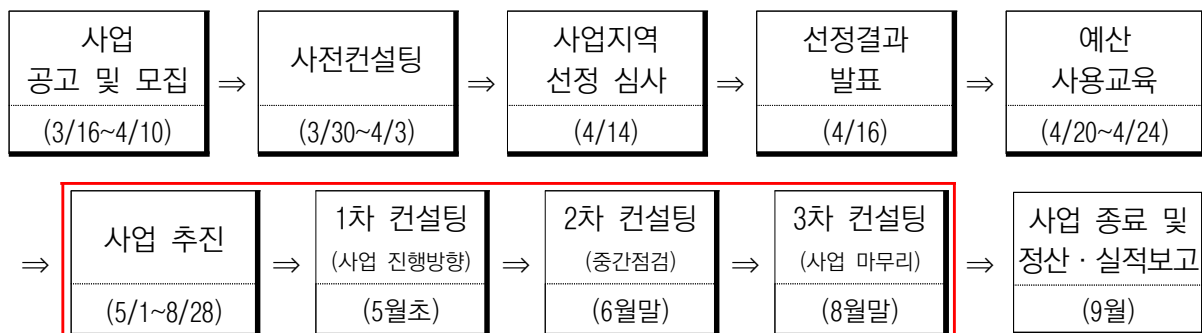 사업
공고 및 모집
(3/16~4/10)
⇒
사전컨설팅
(3/30~4/3)
⇒
사업지역
선정 심사
(4/14)
⇒
선정결과
발표
(4/16)
⇒
예산
사용교육
(4/20~4/24)
⇒
사업 추진
(5/1~8/28)
⇒
1차 컨설팅
(사업 진행방향)
(5월초)
⇒
2차 컨설팅
(중간점검)
(6월말)
⇒
3차 컨설팅
(사업 마무리)
(8월말)
⇒
사업 종료 및
정산·실적보고
(9월)